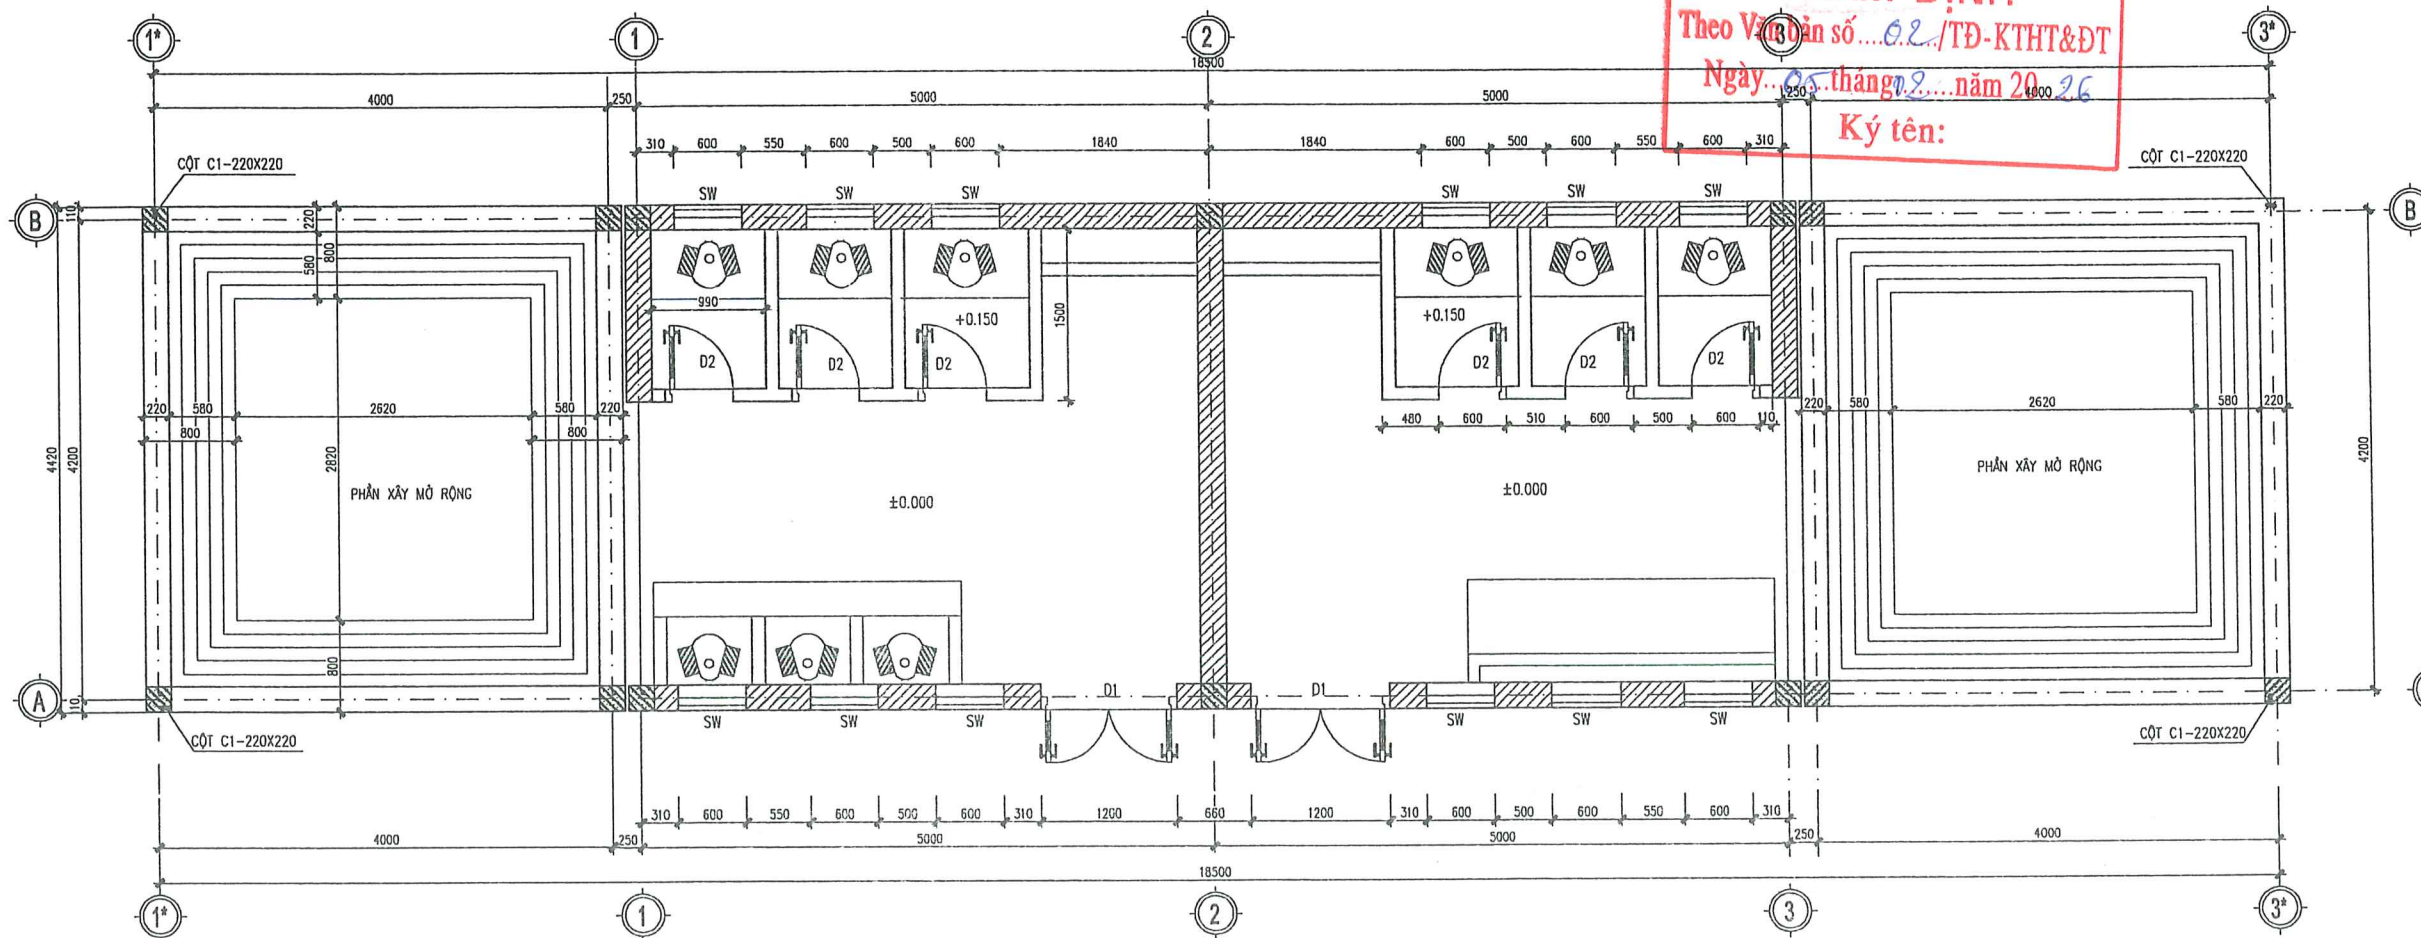 1* 1 2 3 3*
Theo Văn bản số....02../TĐ-KTHT&ĐT
Ngày..05..tháng 02....năm 20..26
Ký tên:
18500
4000 250 5000 5000 250 4000
310 600 550 600 500 600 1840 1840 600 500 600 550 600 310
CỘT C1-220X220 CỘT C1-220X220
SW SW SW SW SW SW
B B
110 220 800 580
990 +0.150 1500 +0.150
D2 D2 D2 D2 D2 D2
220 580 2620 580 220 220 580 2620 580 220
800 800
480 600 510 600 500 600 110
4420 4200 2820 4200
PHẦN XÂY MỞ RỘNG PHẦN XÂY MỞ RỘNG
±0.000 ±0.000
800
A 110
D1 D1
SW SW SW SW SW SW
CỘT C1-220X220 CỘT C1-220X220
310 600 550 600 500 600 310 1200 660 1200 310 600 500 600 550 600 310
4000 250 5000 5000 250 4000
18500
1* 1 2 3 3*